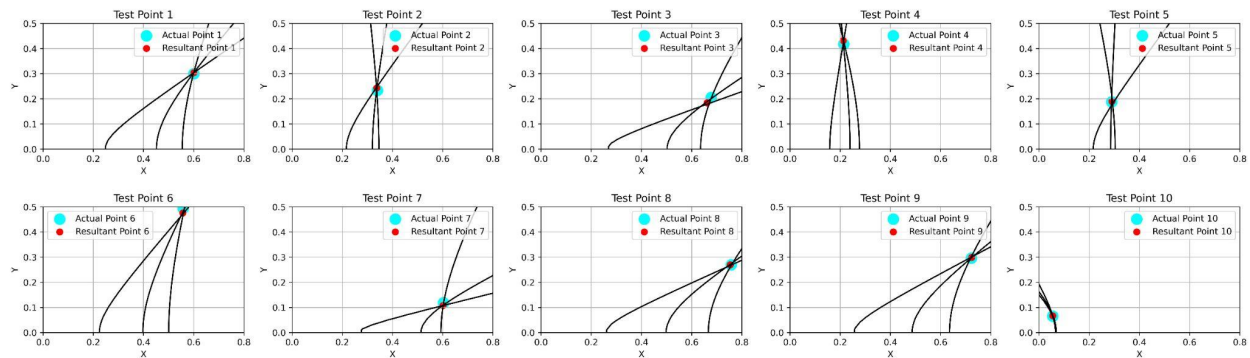 Test Point 1
Actual Point 1
Resultant Point 1
Y
0.5
0.4
0.3
0.2
0.1
0.0
0.0 0.2 0.4 0.6 0.8
X
Test Point 2
Actual Point 2
Resultant Point 2
Y
0.5
0.4
0.3
0.2
0.1
0.0
0.0 0.2 0.4 0.6 0.8
X
Test Point 3
Actual Point 3
Resultant Point 3
Y
0.5
0.4
0.3
0.2
0.1
0.0
0.0 0.2 0.4 0.6 0.8
X
Test Point 4
Actual Point 4
Resultant Point 4
Y
0.5
0.4
0.3
0.2
0.1
0.0
0.0 0.2 0.4 0.6 0.8
X
Test Point 5
Actual Point 5
Resultant Point 5
Y
0.5
0.4
0.3
0.2
0.1
0.0
0.0 0.2 0.4 0.6 0.8
X
Test Point 6
Actual Point 6
Resultant Point 6
Y
0.5
0.4
0.3
0.2
0.1
0.0
0.0 0.2 0.4 0.6 0.8
X
Test Point 7
Actual Point 7
Resultant Point 7
Y
0.5
0.4
0.3
0.2
0.1
0.0
0.0 0.2 0.4 0.6 0.8
X
Test Point 8
Actual Point 8
Resultant Point 8
Y
0.5
0.4
0.3
0.2
0.1
0.0
0.0 0.2 0.4 0.6 0.8
X
Test Point 9
Actual Point 9
Resultant Point 9
Y
0.5
0.4
0.3
0.2
0.1
0.0
0.0 0.2 0.4 0.6 0.8
X
Test Point 10
Actual Point 10
Resultant Point 10
Y
0.5
0.4
0.3
0.2
0.1
0.0
0.0 0.2 0.4 0.6 0.8
X